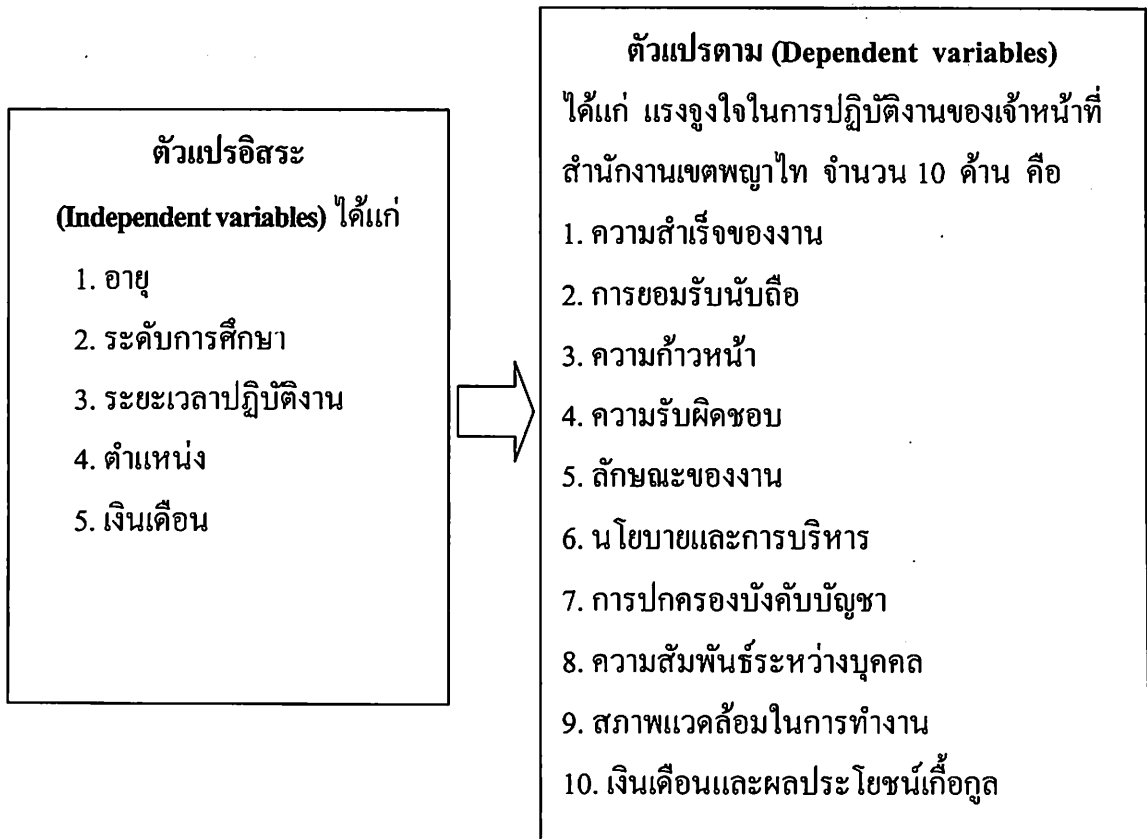 ตัวแปรอิสระ
(Independent variables) ได้แก่
1. อายุ
2. ระดับการศึกษา
3. ระยะเวลาปฏิบัติงาน
4. ตำแหน่ง
5. เงินเดือน
ตัวแปรตาม (Dependent variables)
ได้แก่ แรงจูงใจในการปฏิบัติงานของเจ้าหน้าที่
สำนักงานเขตพญาไท จำนวน 10 ด้าน คือ
1. ความสำเร็จของงาน
2. การยอมรับนับถือ
3. ความก้าวหน้า
4. ความรับผิดชอบ
5. ลักษณะของงาน
6. นโยบายและการบริหาร
7. การปกครองบังคับบัญชา
8. ความสัมพันธ์ระหว่างบุคคล
9. สภาพแวดล้อมในการทำงาน
10. เงินเดือนและผลประโยชน์เกื้อกูล